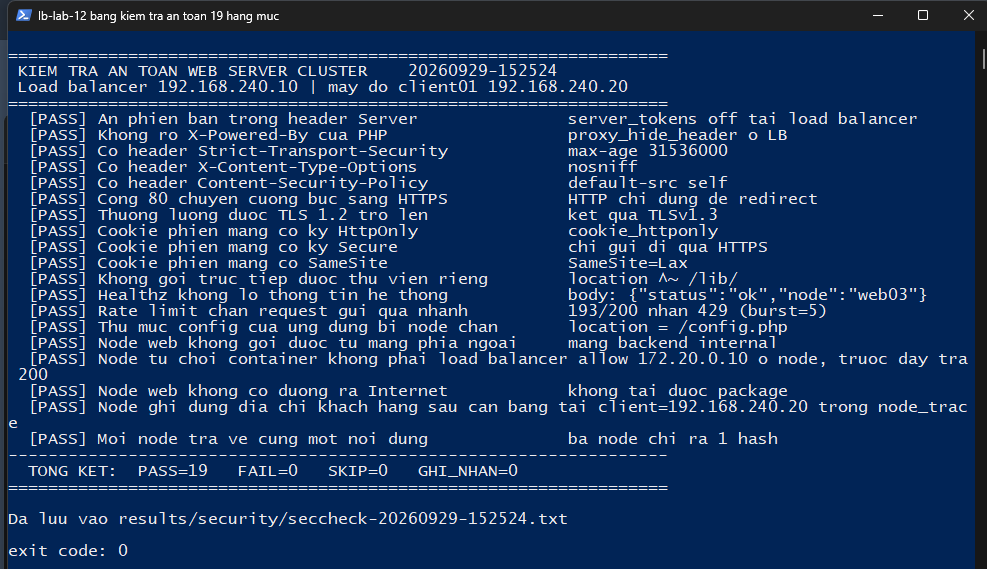 lb-lab-12 bang kiem tra an toan 19 hang muc
==================================================================
KIEM TRA AN TOAN WEB SERVER CLUSTER    20260929-152524
Load balancer 192.168.240.10 | may do client01 192.168.240.20
==================================================================
[PASS] An phien ban trong header Server               server_tokens off tai load balancer
[PASS] Khong ro X-Powered-By cua PHP                  proxy_hide_header o LB
[PASS] Co header Strict-Transport-Security            max-age 31536000
[PASS] Co header X-Content-Type-Options               nosniff
[PASS] Co header Content-Security-Policy              default-src self
[PASS] Cong 80 chuyen cuong buc sang HTTPS            HTTP chi dung de redirect
[PASS] Thuong luong duoc TLS 1.2 tro len              ket qua TLSv1.3
[PASS] Cookie phien mang co ky HttpOnly               cookie_httponly
[PASS] Cookie phien mang co ky Secure                 chi gui di qua HTTPS
[PASS] Cookie phien mang co SameSite                  SameSite=Lax
[PASS] Khong goi truc tiep duoc thu vien rieng        location ^~ /lib/
[PASS] Healthz khong lo thong tin he thong            body: {"status":"ok","node":"web03"}
[PASS] Rate limit chan request gui qua nhanh          193/200 nhan 429 (burst=5)
[PASS] Thu muc config cua ung dung bi node chan       location = /config.php
[PASS] Node web khong goi duoc tu mang phia ngoai     mang backend internal
[PASS] Node tu choi container khong phai load balancer allow 172.20.0.10 o node, truoc day tra
200
[PASS] Node web khong co duong ra Internet            khong tai duoc package
[PASS] Node ghi dung dia chi khach hang sau can bang tai client=192.168.240.20 trong node_trac
e
[PASS] Moi node tra ve cung mot noi dung              ba node chi ra 1 hash
------------------------------------------------------------------
TONG KET:  PASS=19   FAIL=0   SKIP=0   GHI_NHAN=0
==================================================================
Da luu vao results/security/seccheck-20260929-152524.txt
exit code: 0